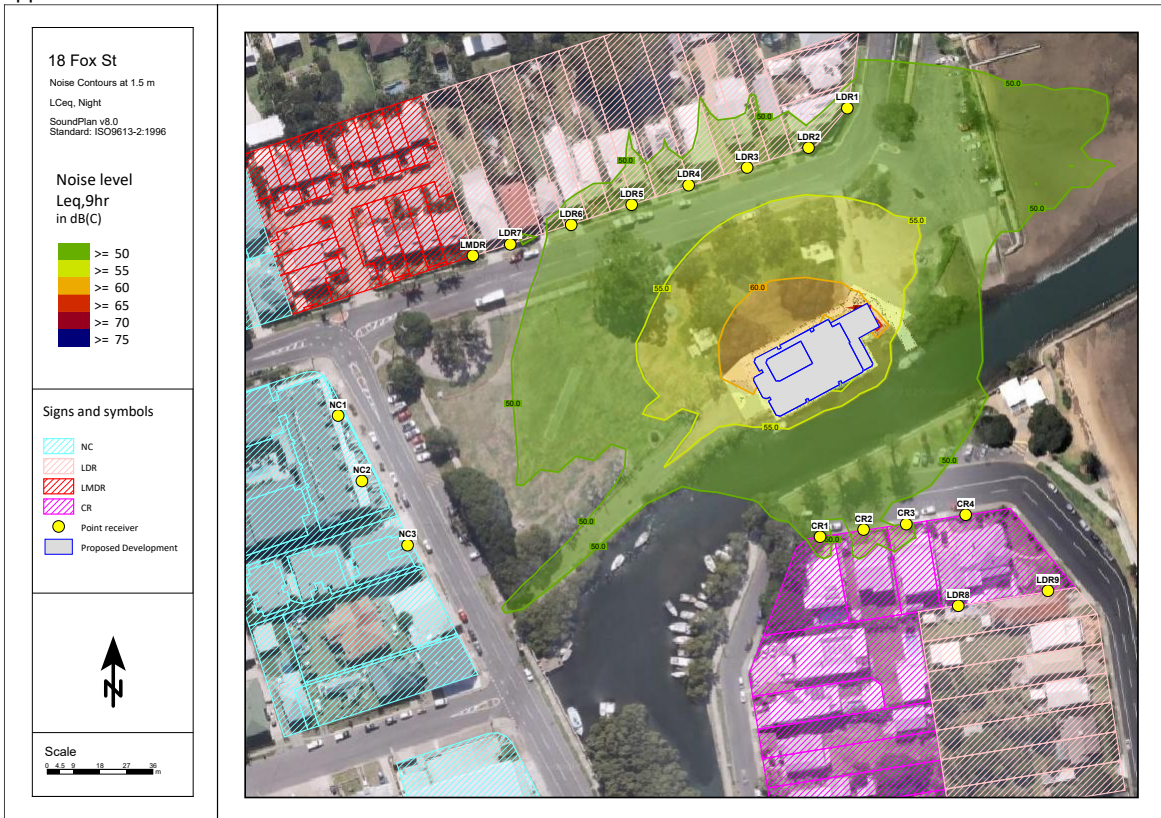 18 Fox St
Noise Contours at 1.5 m
LCeq, Night
SoundPlan v8.0
Standard: ISO9613-2:1996
Noise level
Leq,9hr
in dB(C)
>= 50
>= 55
>= 60
>= 65
>= 70
>= 75
Signs and symbols
NC
LDR
LMDR
CR
Point receiver
Proposed Development
N
Scale
0 4.5 9 18 27 36
m
50.0
LDR1
50.0
LDR2
50.0
LDR3
LDR4
LDR5
50.0
LDR6
55.0
LDR7
LMDR
55.0
60.0
50.0
NC1
55.0
50.0
NC2
50.0
CR4
CR3
50.0
CR2
CR1
50.0
NC3
50.0
LDR9
LDR8